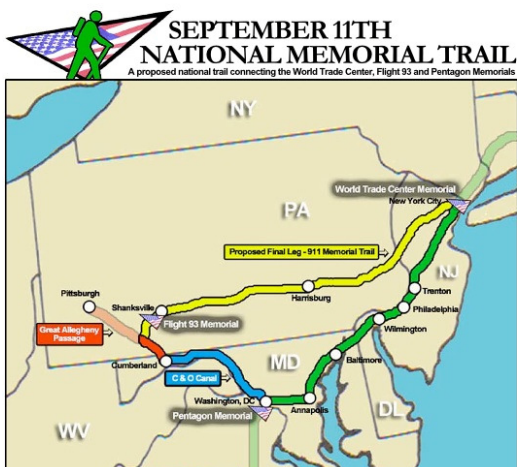 SEPTEMBER 11TH
NATIONAL MEMORIAL TRAIL
A proposed national trail connecting the World Trade Center, Flight 93 and Pentagon Memorials
NY
World Trade Center Memorial
New York City
PA
Proposed Final Leg - 911 Memorial Trail
NJ
Pittsburgh
Shanksville
Harrisburg
Trenton
Flight 93 Memorial
Philadelphia
Great Allegheny
Passage
Wilmington
Cumberland
MD
Baltimore
C & O Canal
Washington, DC
Annapolis
DL
Pentagon Memorial
WV